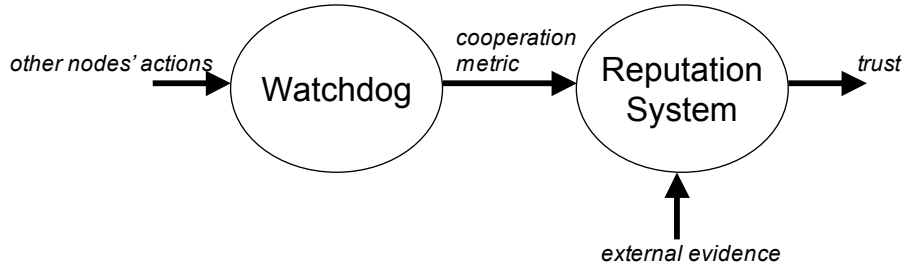 other nodes' actions
Watchdog
cooperation
metric
Reputation
System
trust
external evidence